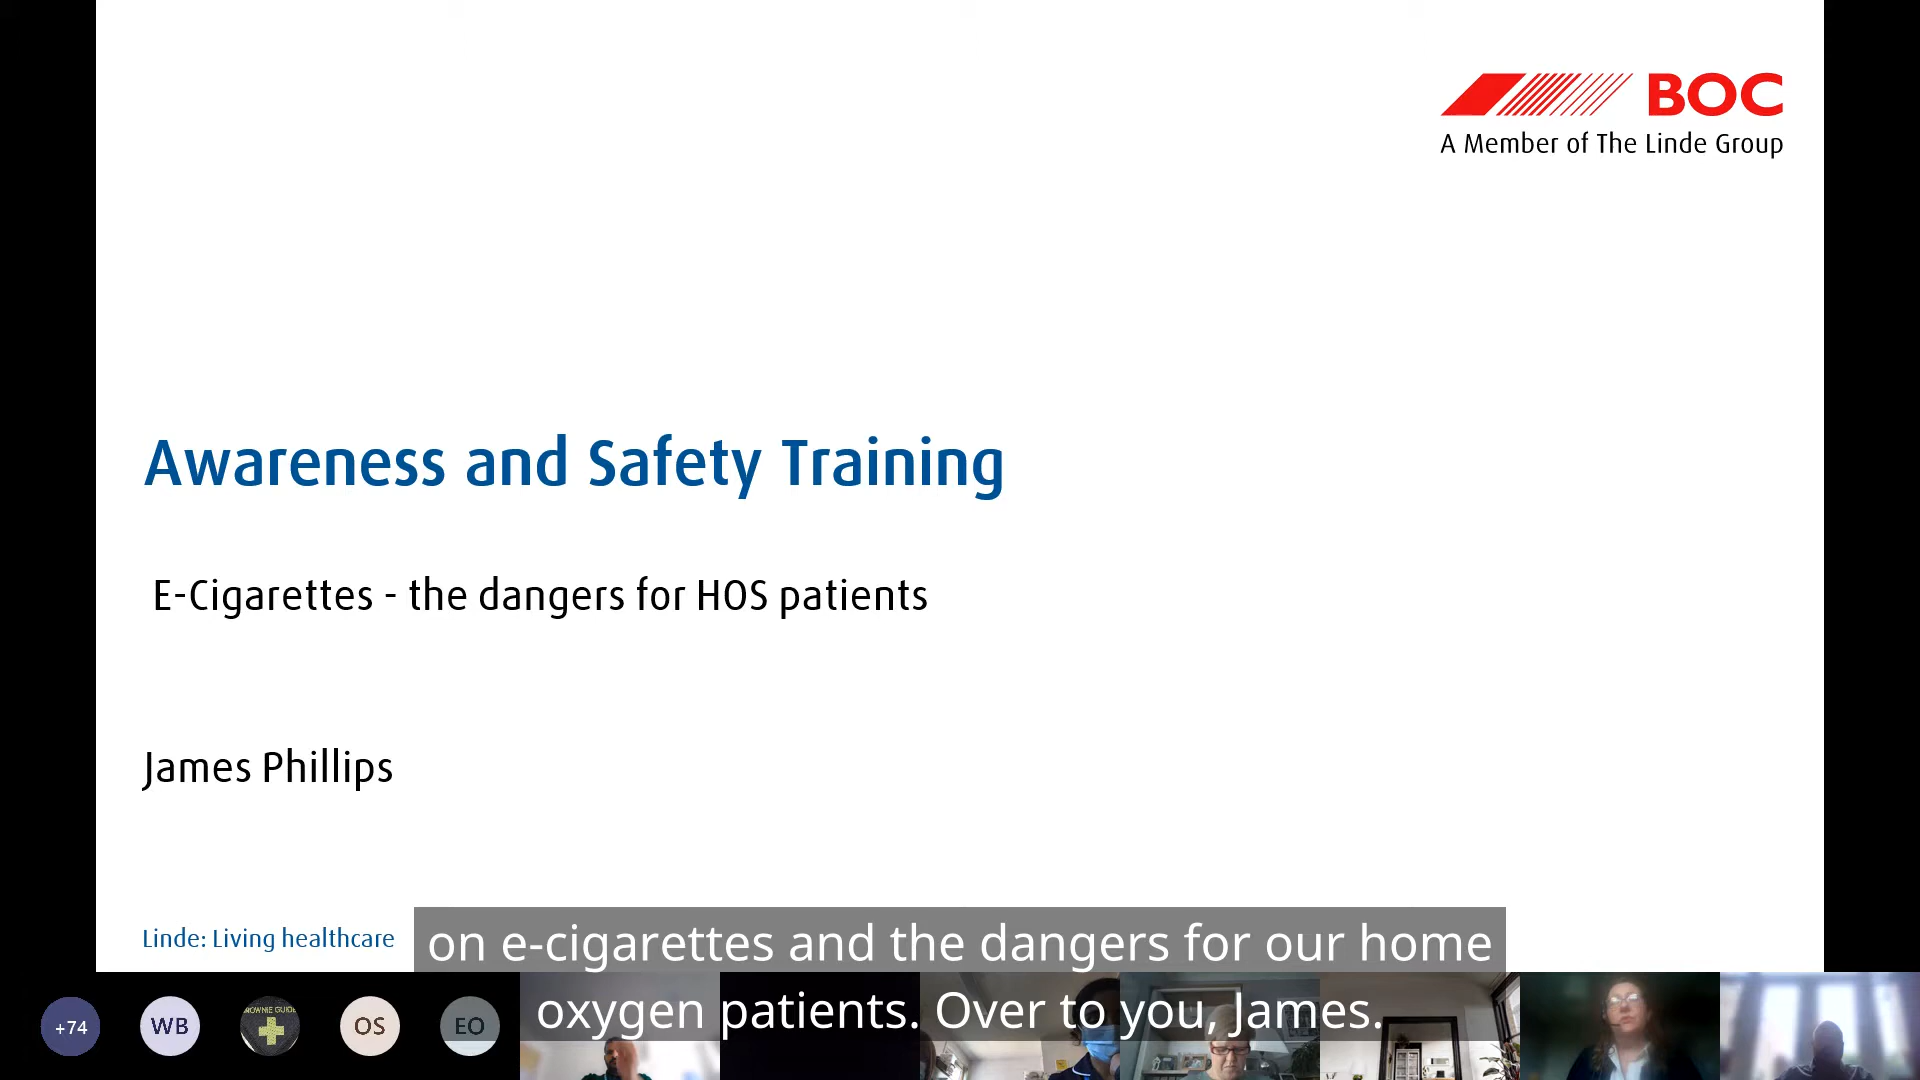 BOC
A Member of The Linde Group
Awareness and Safety Training
E-Cigarettes - the dangers for HOS patients
James Phillips
Linde: Living healthcare
on e-cigarettes and the dangers for our home
oxygen patients. Over to you, James.
+74
WB
ROWNIE GUIDE
OS
EO